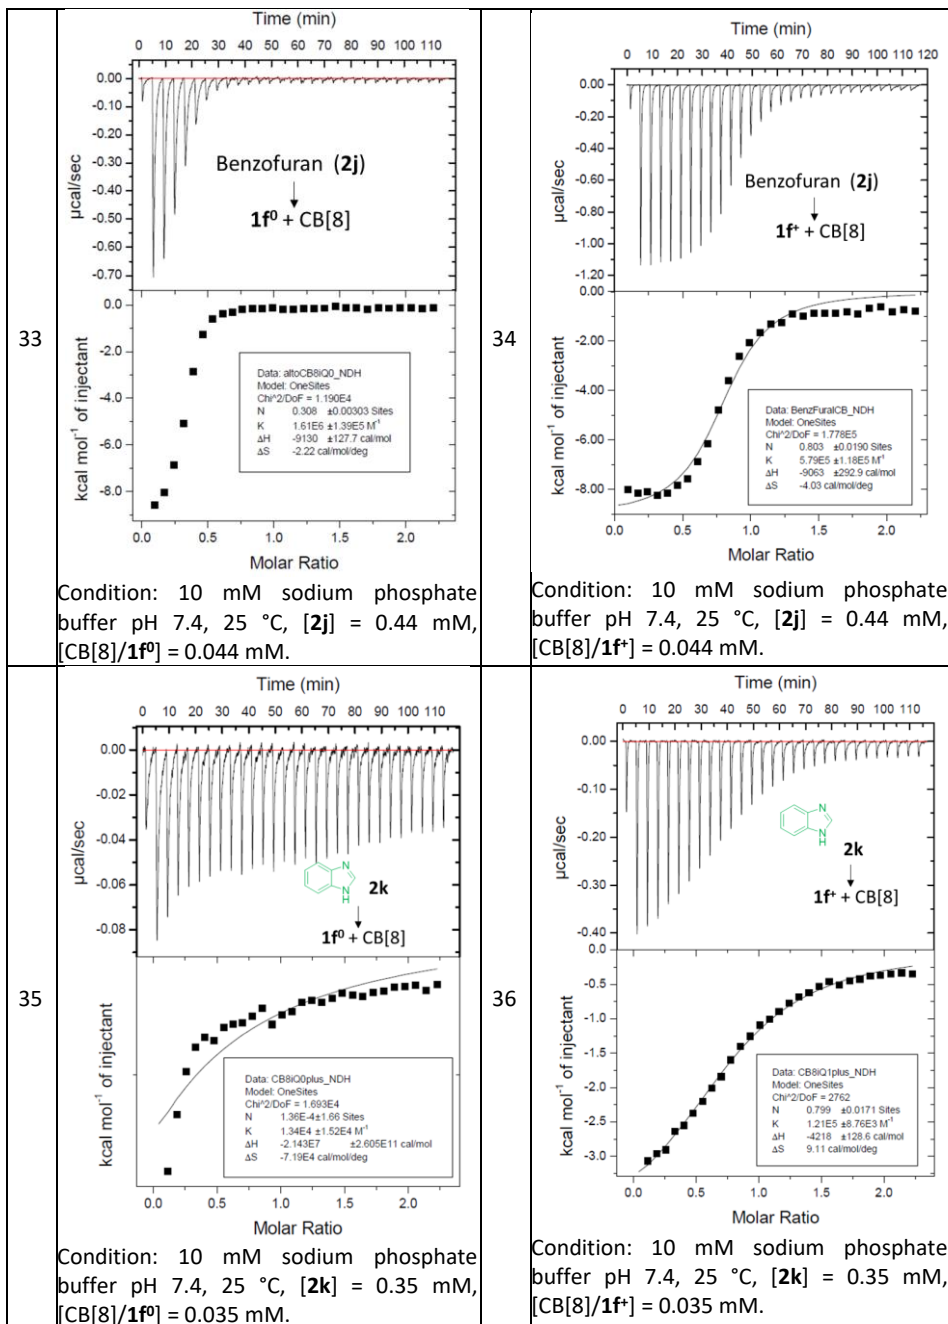 33
Time (min)
0 10 20 30 40 50 60 70 80 90 100 110
0.00
-0.10
-0.20
-0.30
-0.40
-0.50
-0.60
-0.70
µcal/sec
Benzofuran (2j)
1f⁰ + CB[8]
0.0
-2.0
-4.0
-6.0
-8.0
kcal mol⁻¹ of injectant
Data: altoCB8iQ0_NDH
Model: OneSites
Chi^2/DoF = 1.190E4
N 0.308 ±0.00303 Sites
K 1.61E6 ±1.39E5 M⁻¹
ΔH -9130 ±127.7 cal/mol
ΔS -2.22 cal/mol/deg
0.0 0.5 1.0 1.5 2.0
Molar Ratio
Condition: 10 mM sodium phosphate
buffer pH 7.4, 25 °C, [2j] = 0.44 mM,
[CB[8]/1f⁰] = 0.044 mM.
34
Time (min)
0 10 20 30 40 50 60 70 80 90 100 110 120
0.00
-0.20
-0.40
-0.60
-0.80
-1.00
-1.20
µcal/sec
Benzofuran (2j)
1f⁺ + CB[8]
0.00
-2.00
-4.00
-6.00
-8.00
kcal mol⁻¹ of injectant
Data: BenzFuralCB_NDH
Model: OneSites
Chi^2/DoF = 1.778E5
N 0.803 ±0.0190 Sites
K 5.79E5 ±1.18E5 M⁻¹
ΔH -9063 ±292.9 cal/mol
ΔS -4.03 cal/mol/deg
0.0 0.5 1.0 1.5 2.0
Molar Ratio
Condition: 10 mM sodium phosphate
buffer pH 7.4, 25 °C, [2j] = 0.44 mM,
[CB[8]/1f⁺] = 0.044 mM.
35
Time (min)
0 10 20 30 40 50 60 70 80 90 100 110
0.00
-0.02
-0.04
-0.06
-0.08
µcal/sec
N
N
H
2k
1f⁰ + CB[8]
kcal mol⁻¹ of injectant
Data: CB8iQ0plus_NDH
Model: OneSites
Chi^2/DoF = 1.693E4
N 1.36E-4±1.66 Sites
K 1.34E4 ±1.52E4 M⁻¹
ΔH -2.143E7 ±2.605E11 cal/mol
ΔS -7.19E4 cal/mol/deg
0.0 0.5 1.0 1.5 2.0
Molar Ratio
Condition: 10 mM sodium phosphate
buffer pH 7.4, 25 °C, [2k] = 0.35 mM,
[CB[8]/1f⁰] = 0.035 mM.
36
Time (min)
0 10 20 30 40 50 60 70 80 90 100 110
0.00
-0.10
-0.20
-0.30
-0.40
µcal/sec
N
N
H
2k
1f⁺ + CB[8]
0.0
-0.5
-1.0
-1.5
-2.0
-2.5
-3.0
kcal mol⁻¹ of injectant
Data: CB8iQ1plus_NDH
Model: OneSites
Chi^2/DoF = 2762
N 0.799 ±0.0171 Sites
K 1.21E5 ±8.76E3 M⁻¹
ΔH -4218 ±128.6 cal/mol
ΔS 9.11 cal/mol/deg
0.0 0.5 1.0 1.5 2.0
Molar Ratio
Condition: 10 mM sodium phosphate
buffer pH 7.4, 25 °C, [2k] = 0.35 mM,
[CB[8]/1f⁺] = 0.035 mM.